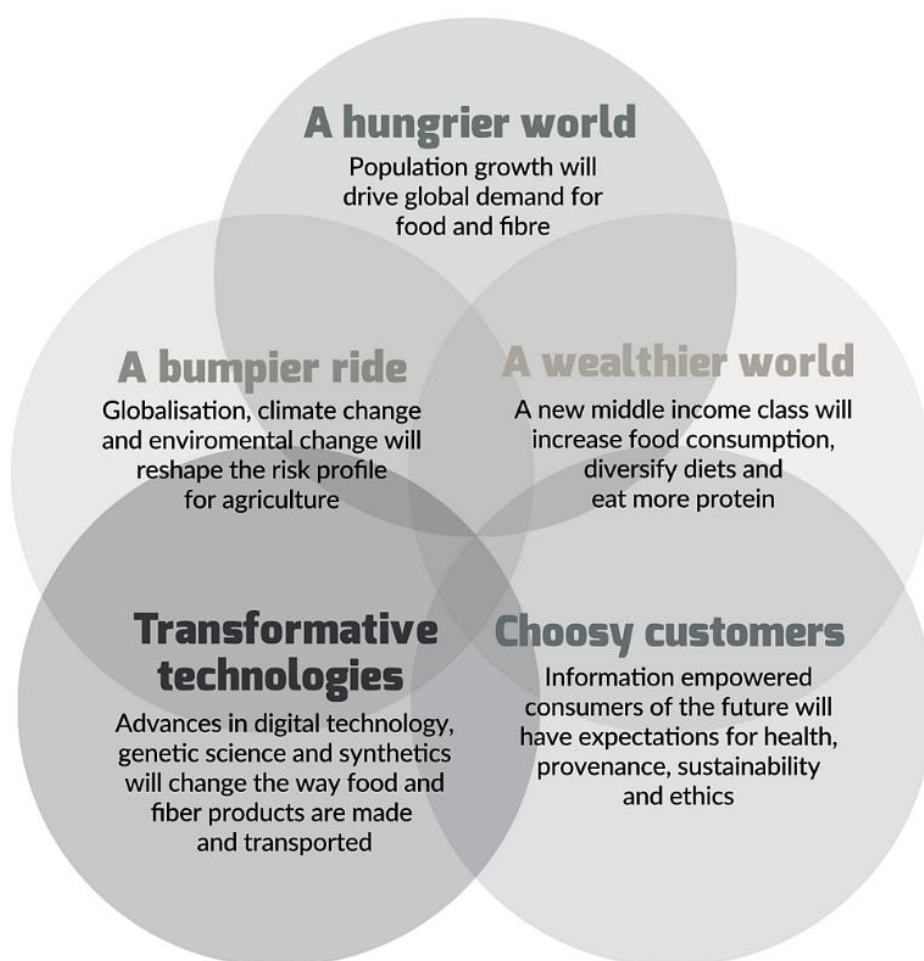 A hungrier world
Population growth will
drive global demand for
food and fibre
A bumpier ride
Globalisation, climate change
and enviromental change will
reshape the risk profile
for agriculture
A wealthier world
A new middle income class will
increase food consumption,
diversify diets and
eat more protein
Transformative
technologies
Advances in digital technology,
genetic science and synthetics
will change the way food and
fiber products are made
and transported
Choosy customers
Information empowered
consumers of the future will
have expectations for health,
provenance, sustainability
and ethics